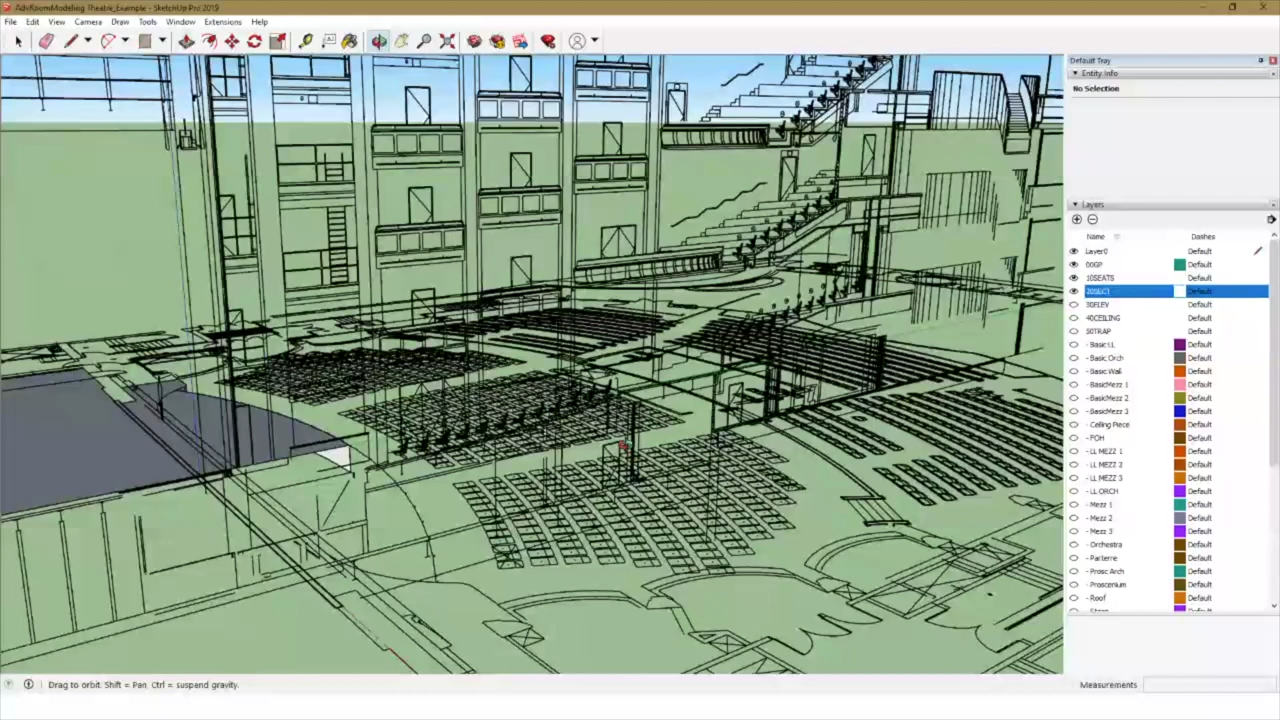 AdvRoomModeling Theatre_Example - SketchUp Pro 2019
File Edit View Camera Draw Tools Window Extensions Help
Default Tray
Entity Info
No Selection
Layers
Name Dashes
Layer0 Default
00GP Default
10SEATS Default
20SECT Default
30ELEV Default
40CEILING Default
50TRAP Default
- Basic LL Default
- Basic Orch Default
- Basic Wall Default
- BasicMezz 1 Default
- BasicMezz 2 Default
- BasicMezz 3 Default
- Ceiling Piece Default
- FOH Default
- LL MEZZ 1 Default
- LL MEZZ 2 Default
- LL MEZZ 3 Default
- LL ORCH Default
- Mezz 1 Default
- Mezz 2 Default
- Mezz 3 Default
- Orchestra Default
- Parterre Default
- Prosc Arch Default
- Proscenium Default
- Roof Default
Drag to orbit. Shift = Pan, Ctrl = suspend gravity.
Measurements